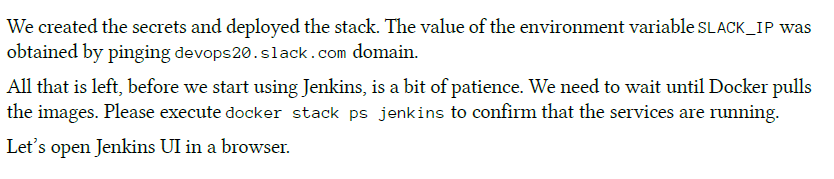 We created the secrets and deployed the stack. The value of the environment variable SLACK_IP was
obtained by pinging devops20.slack.com domain.
All that is left, before we start using Jenkins, is a bit of patience. We need to wait until Docker pulls
the images. Please execute docker stack ps jenkins to confirm that the services are running.
Let’s open Jenkins UI in a browser.